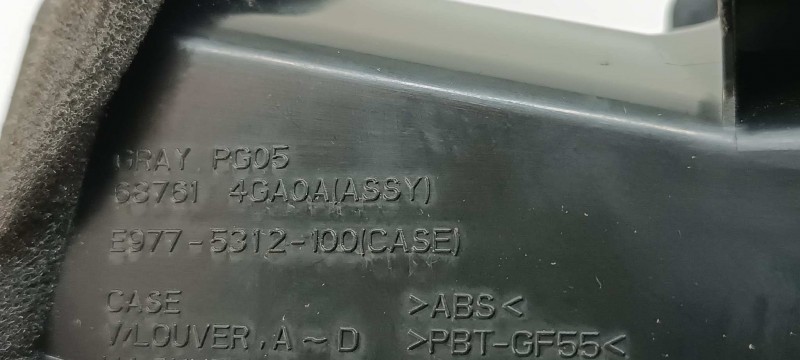 GRAY PG05
68761 4GA0A(ASSY)
E977-5312-100(CASE)
CASE >ABS<
V/LOUVER, A~D >PBT-GF55<